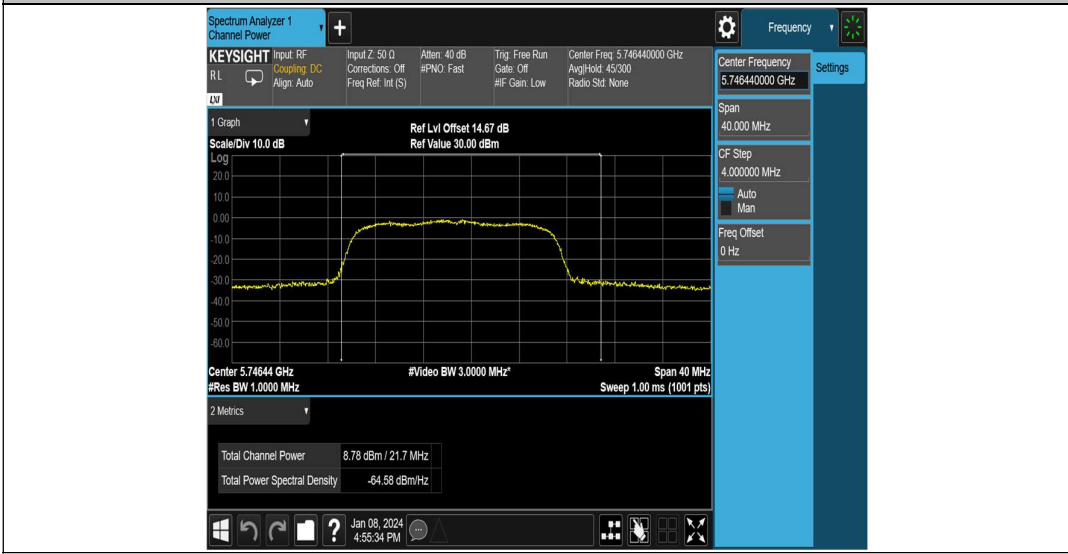 Spectrum Analyzer 1
Channel Power
+
Frequency
KEYSIGHT
RL
LXI
Input: RF
Coupling: DC
Align: Auto
Input Z: 50 Ω
Corrections: Off
Freq Ref: Int (S)
Atten: 40 dB
#PNO: Fast
Trig: Free Run
Gate: Off
#IF Gain: Low
Center Freq: 5.746440000 GHz
Avg|Hold: 45/300
Radio Std: None
Center Frequency
5.746440000 GHz
Settings
Span
40.000 MHz
CF Step
4.000000 MHz
Auto
Man
Freq Offset
0 Hz
1 Graph
Scale/Div 10.0 dB
Ref Lvl Offset 14.67 dB
Ref Value 30.00 dBm
Log
20.0
10.0
0.00
-10.0
-20.0
-30.0
-40.0
-50.0
-60.0
Center 5.74644 GHz
#Video BW 3.0000 MHz*
Span 40 MHz
#Res BW 1.0000 MHz
Sweep 1.00 ms (1001 pts)
2 Metrics
Total Channel Power 8.78 dBm / 21.7 MHz
Total Power Spectral Density -64.58 dBm/Hz
?
Jan 08, 2024
4:55:34 PM